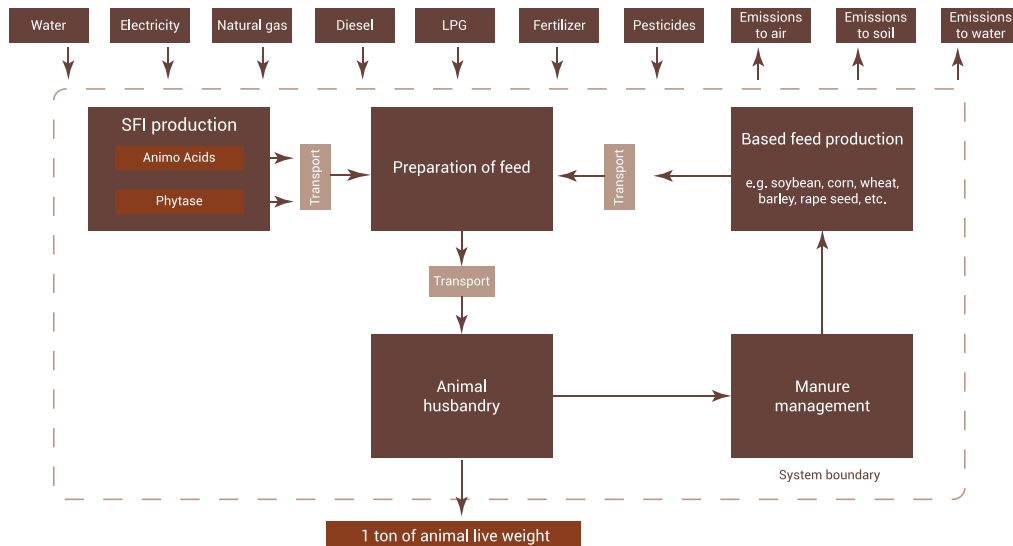 Water
Electricity
Natural gas
Diesel
LPG
Fertilizer
Pesticides
Emissions
to air
Emissions
to soil
Emissions
to water
SFI production
Animo Acids
Phytase
Transport
Preparation of feed
Transport
Based feed production
e.g. soybean, corn, wheat,
barley, rape seed, etc.
Transport
Animal
husbandry
Manure
management
System boundary
1 ton of animal live weight